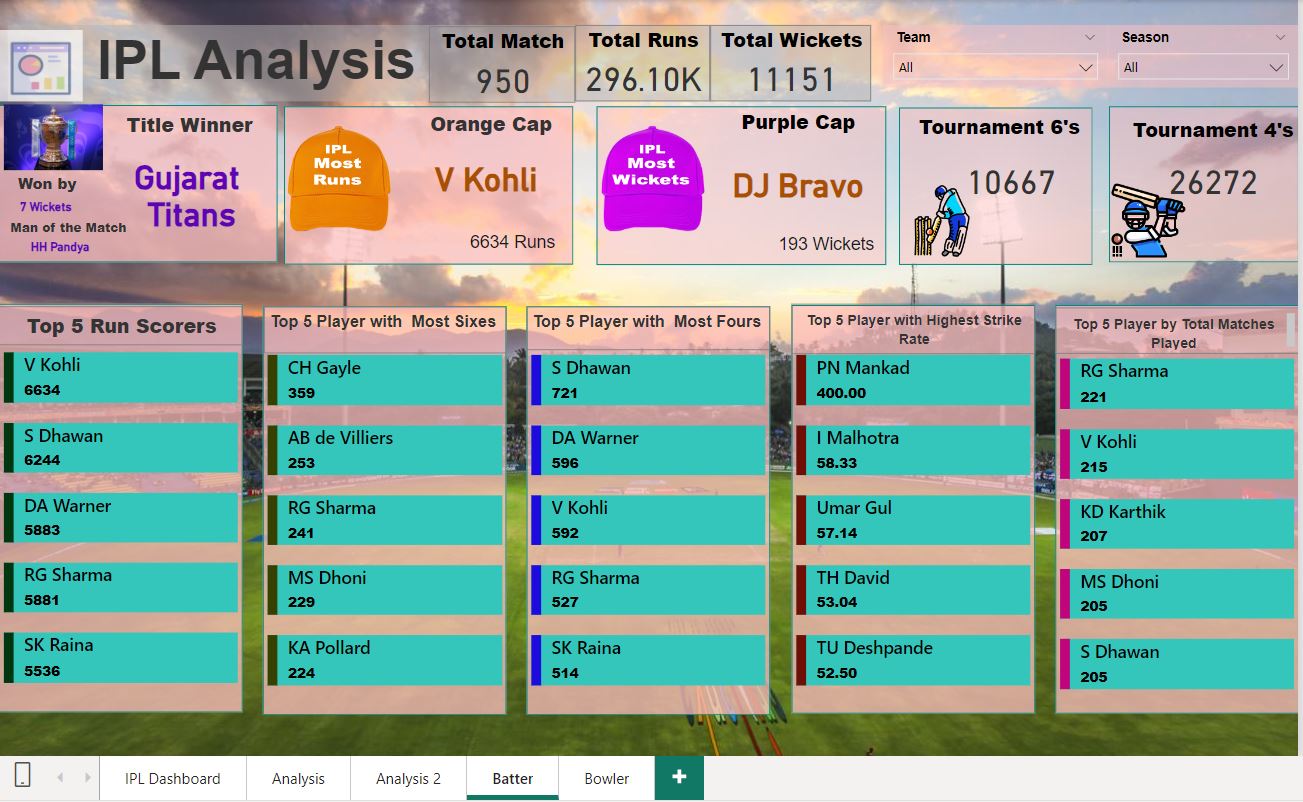 IPL Analysis
Total Match
950
Total Runs
296.10K
Total Wickets
11151
Team
All
Season
All
Title Winner
Gujarat
Titans
Won by
7 Wickets
Man of the Match
HH Pandya
IPL
Most
Runs
Orange Cap
V Kohli
6634 Runs
IPL
Most
Wickets
Purple Cap
DJ Bravo
193 Wickets
Tournament 6's
10667
Tournament 4's
26272
Top 5 Run Scorers
V Kohli
6634
S Dhawan
6244
DA Warner
5883
RG Sharma
5881
SK Raina
5536
Top 5 Player with Most Sixes
CH Gayle
359
AB de Villiers
253
RG Sharma
241
MS Dhoni
229
KA Pollard
224
Top 5 Player with Most Fours
S Dhawan
721
DA Warner
596
V Kohli
592
RG Sharma
527
SK Raina
514
Top 5 Player with Highest Strike
Rate
PN Mankad
400.00
I Malhotra
58.33
Umar Gul
57.14
TH David
53.04
TU Deshpande
52.50
Top 5 Player by Total Matches
Played
RG Sharma
221
V Kohli
215
KD Karthik
207
MS Dhoni
205
S Dhawan
205
IPL Dashboard
Analysis
Analysis 2
Batter
Bowler
+